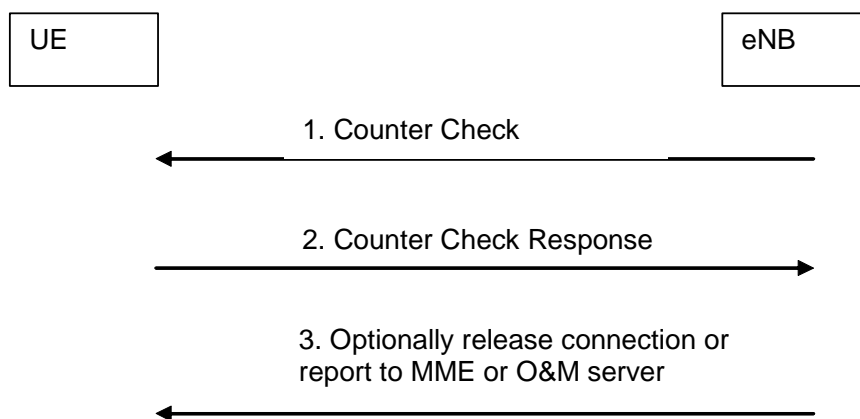 UE
eNB
1. Counter Check
2. Counter Check Response
3. Optionally release connection or
report to MME or O&M server